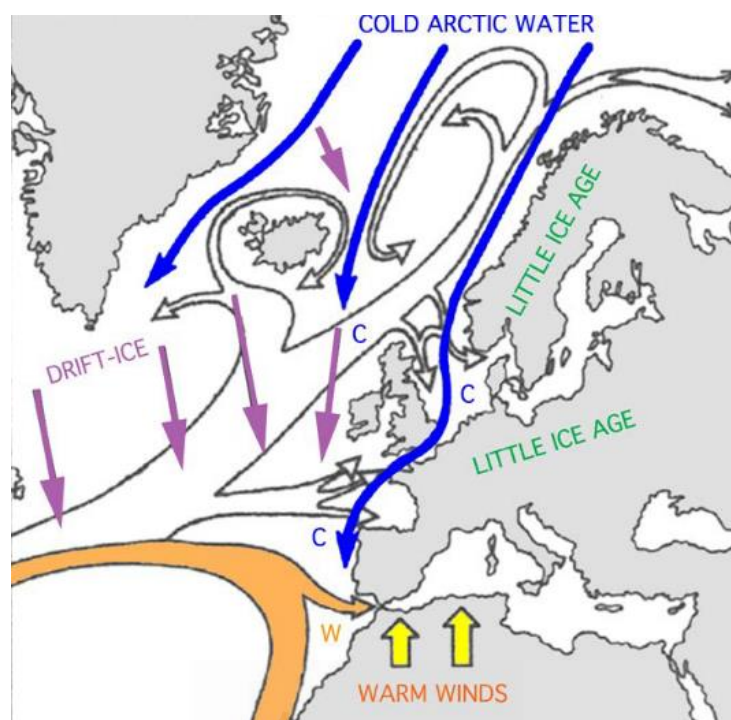 COLD ARCTIC WATER
LITTLE ICE AGE
C
DRIFT-ICE
C
LITTLE ICE AGE
C
W
WARM WINDS